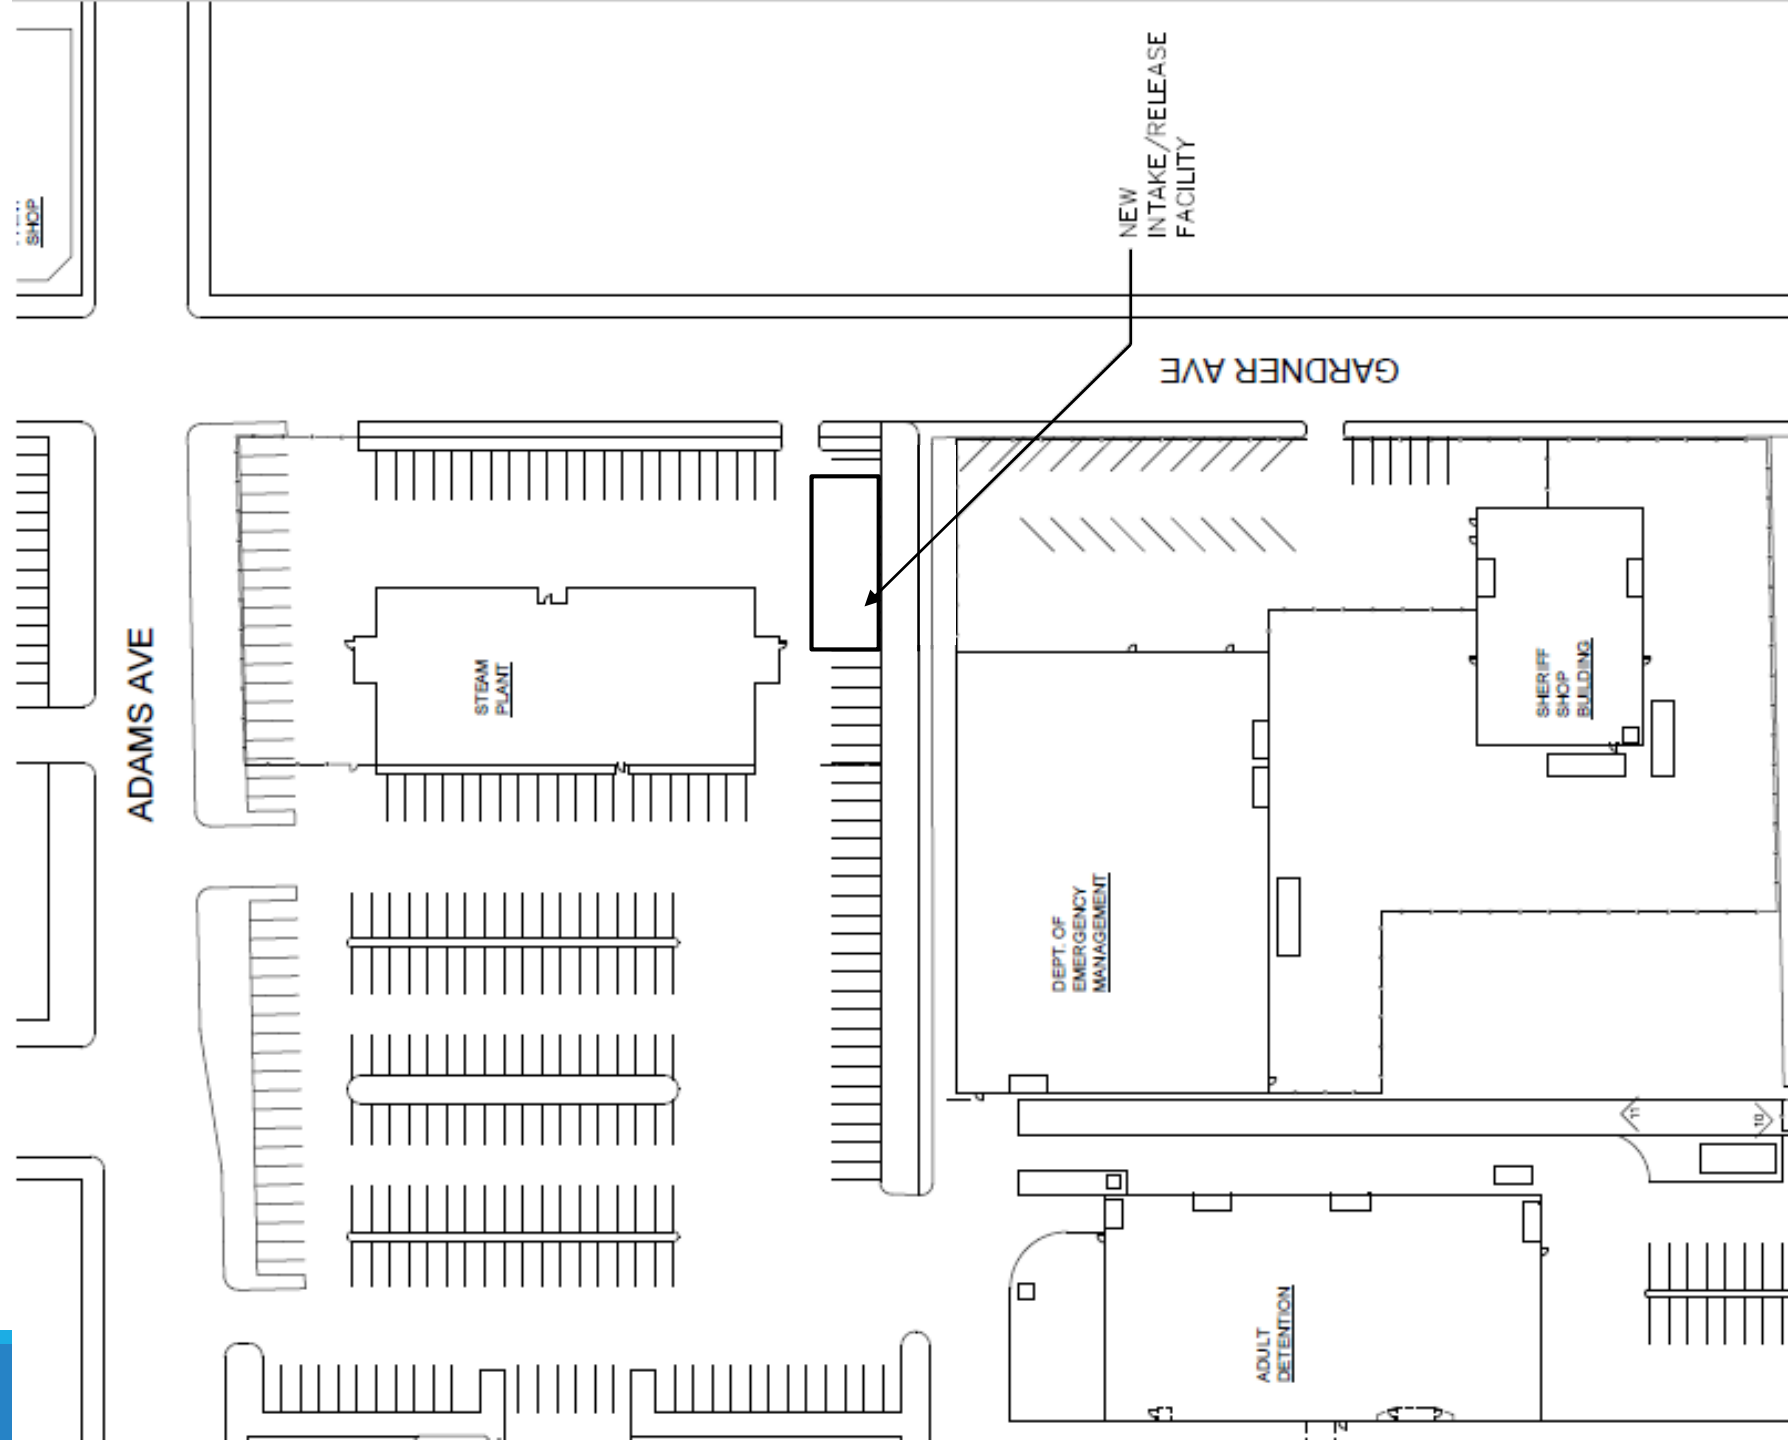 SHOP
NEW
INTAKE/RELEASE
FACILITY
GARDNER AVE
ADAMS AVE
STEAM
PLANT
SHERIFF
SHOP
BUILDING
DEPT. OF
EMERGENCY
MANAGEMENT
11
10
ADULT
DETENTION